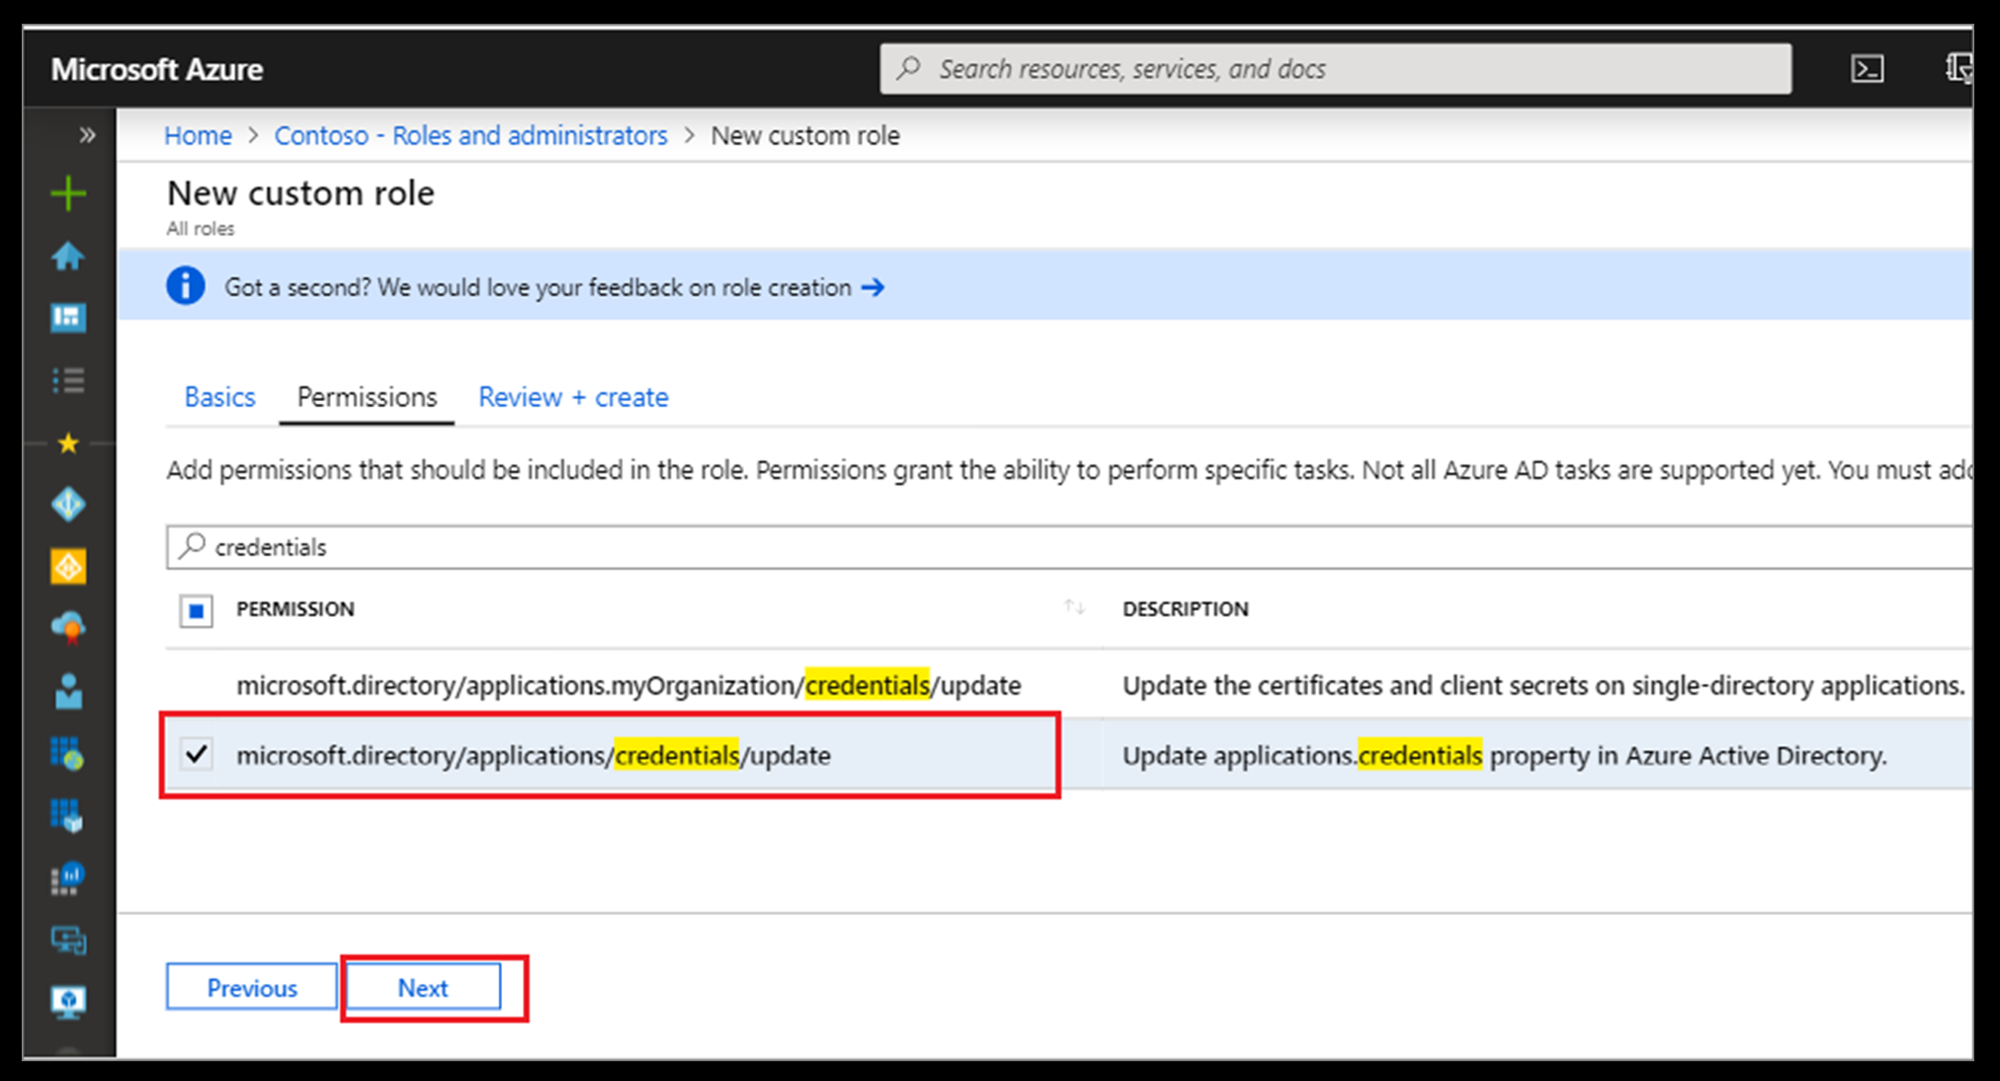 Microsoft Azure
Search resources, services, and docs
Home > Contoso - Roles and administrators > New custom role
New custom role
All roles
Got a second? We would love your feedback on role creation →
Basics Permissions Review + create
Add permissions that should be included in the role. Permissions grant the ability to perform specific tasks. Not all Azure AD tasks are supported yet. You must
credentials
PERMISSION DESCRIPTION
microsoft.directory/applications.myOrganization/credentials/update Update the certificates and client secrets on single-directory applications.
microsoft.directory/applications/credentials/update Update applications.credentials property in Azure Active Directory.
Previous Next